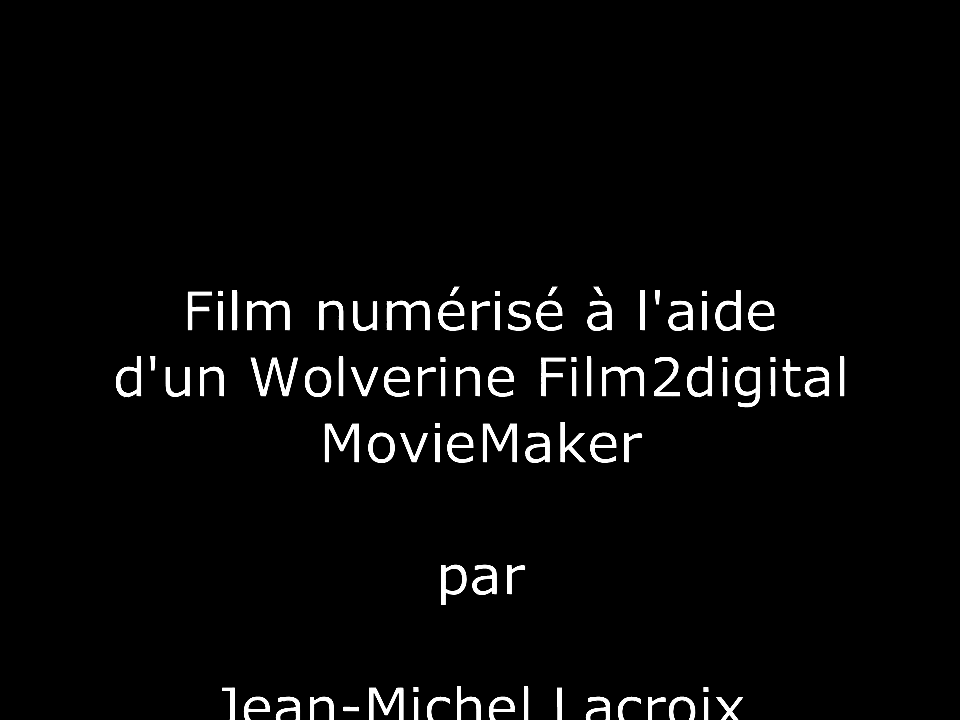 Film numérisé à l'aide
d'un Wolverine Film2digital
MovieMaker
par
Jean-Michel Lacroix